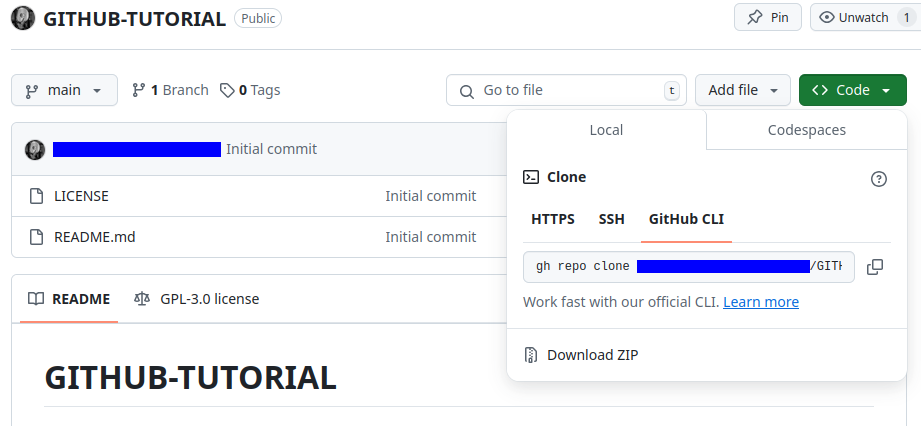 GITHUB-TUTORIAL Public Pin Unwatch 1
main 1 Branch 0 Tags Go to file t Add file Code
Local Codespaces
Initial commit
Clone
LICENSE Initial commit
HTTPS SSH GitHub CLI
README.md Initial commit
gh repo clone /GITH
README GPL-3.0 license
Work fast with our official CLI. Learn more
Download ZIP
GITHUB-TUTORIAL